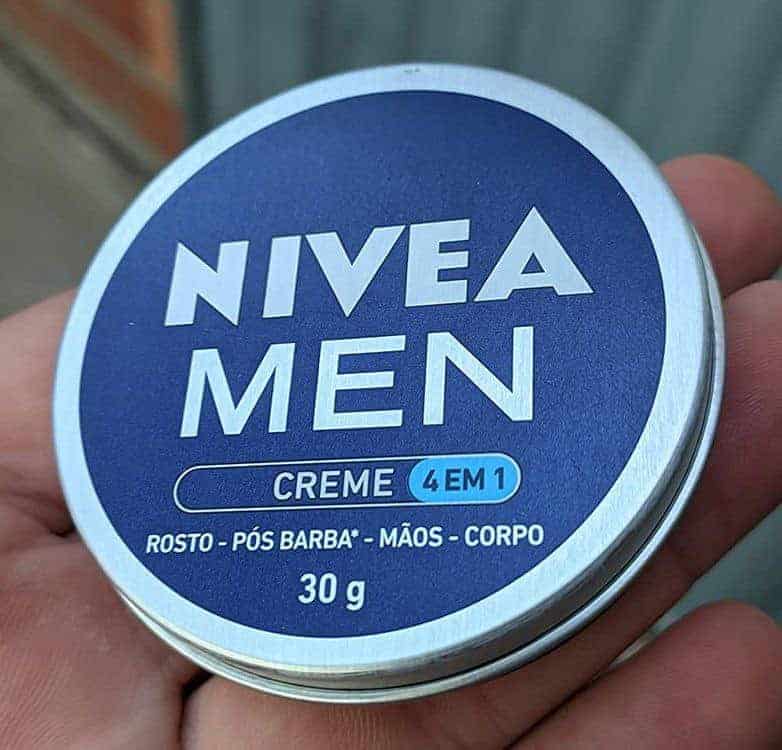 NIVEA
MEN
CREME 4 EM 1
ROSTO - PÓS BARBA* - MÃOS - CORPO
30 g